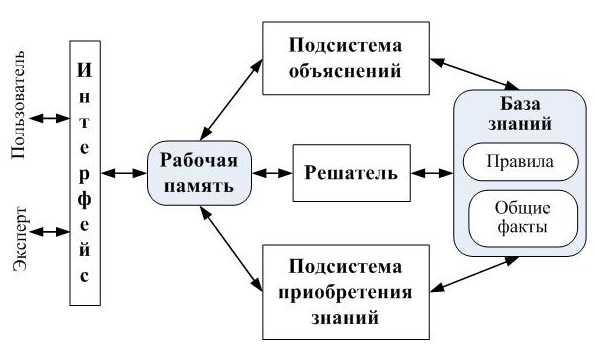 Пользователь
Эксперт
Интерфейс
Рабочая
память
Подсистема
объяснений
Решатель
Подсистема
приобретения
знаний
База
знаний
Правила
Общие
факты